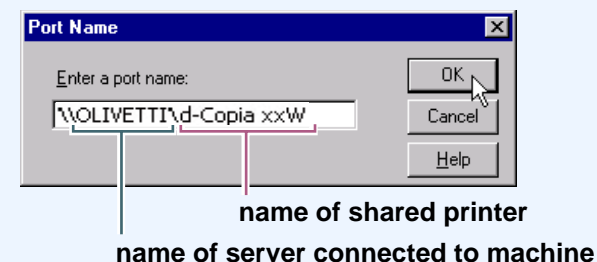 Port Name
Enter a port name:
OK
\\OLIVETTI\d-Copia xxW
Cancel
Help
name of shared printer
name of server connected to machine